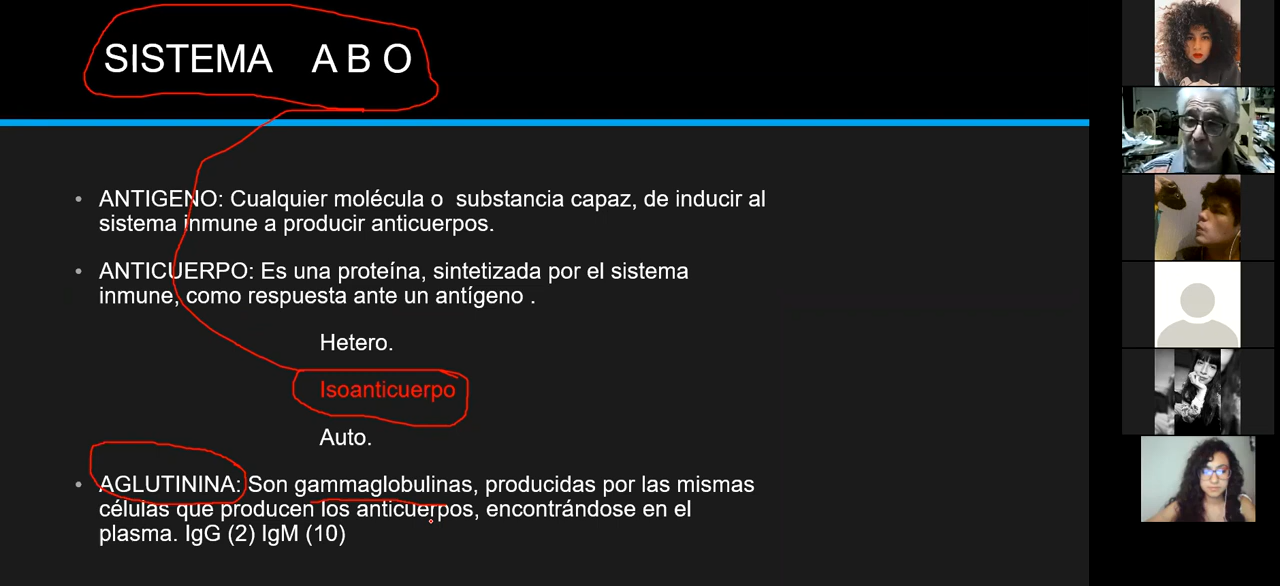 SISTEMA A B O
• ANTIGENO: Cualquier molécula o substancia capaz, de inducir al
sistema inmune a producir anticuerpos.
• ANTICUERPO: Es una proteína, sintetizada por el sistema
inmune, como respuesta ante un antígeno .
Hetero.
Isoanticuerpo
Auto.
• AGLUTININA: Son gammaglobulinas, producidas por las mismas
células que producen los anticuerpos, encontrándose en el
plasma. IgG (2) IgM (10)